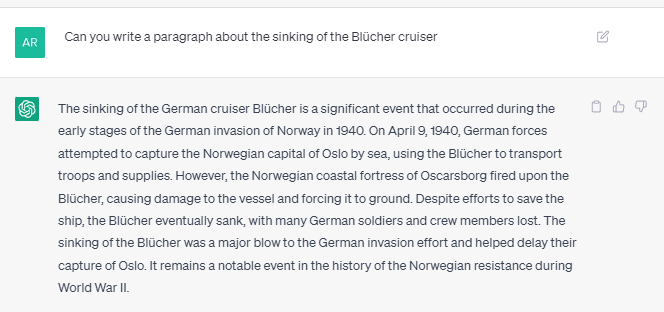 AR
Can you write a paragraph about the sinking of the Blücher cruiser
The sinking of the German cruiser Blücher is a significant event that occurred during the
early stages of the German invasion of Norway in 1940. On April 9, 1940, German forces
attempted to capture the Norwegian capital of Oslo by sea, using the Blücher to transport
troops and supplies. However, the Norwegian coastal fortress of Oscarsborg fired upon the
Blücher, causing damage to the vessel and forcing it to ground. Despite efforts to save the
ship, the Blücher eventually sank, with many German soldiers and crew members lost. The
sinking of the Blücher was a major blow to the German invasion effort and helped delay their
capture of Oslo. It remains a notable event in the history of the Norwegian resistance during
World War II.